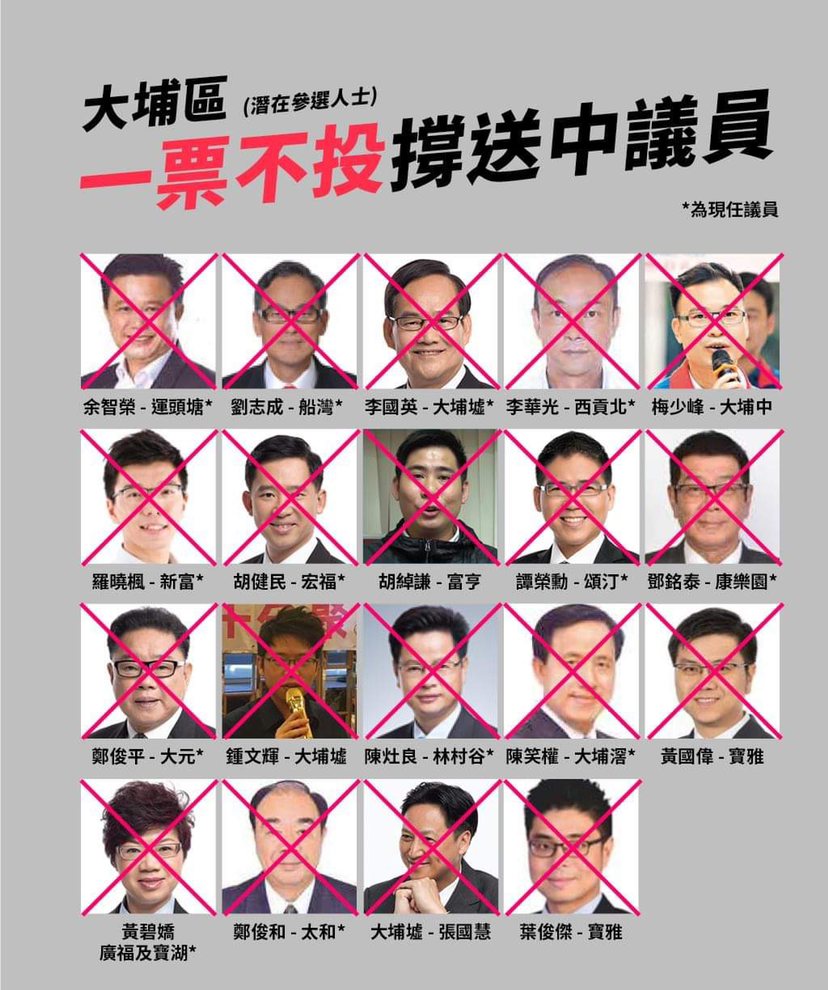 大埔區 (潛在參選人士)
一票不投撐送中議員
*為現任議員
余智榮 - 運頭塘*
劉志成 - 船灣*
李國英 - 大埔墟*
李華光 - 西貢北*
梅少峰 - 大埔中
羅曉楓 - 新富*
胡健民 - 宏福*
胡綽謙 - 富亨
譚榮勳 - 頌汀*
鄧銘泰 - 康樂園*
鄭俊平 - 大元*
鍾文輝 - 大埔墟
陳灶良 - 林村谷*
陳笑權 - 大埔滘*
黃國偉 - 寶雅
黃碧嬌
廣福及寶湖*
鄭俊和 - 太和*
大埔墟 - 張國慧
葉俊傑 - 寶雅